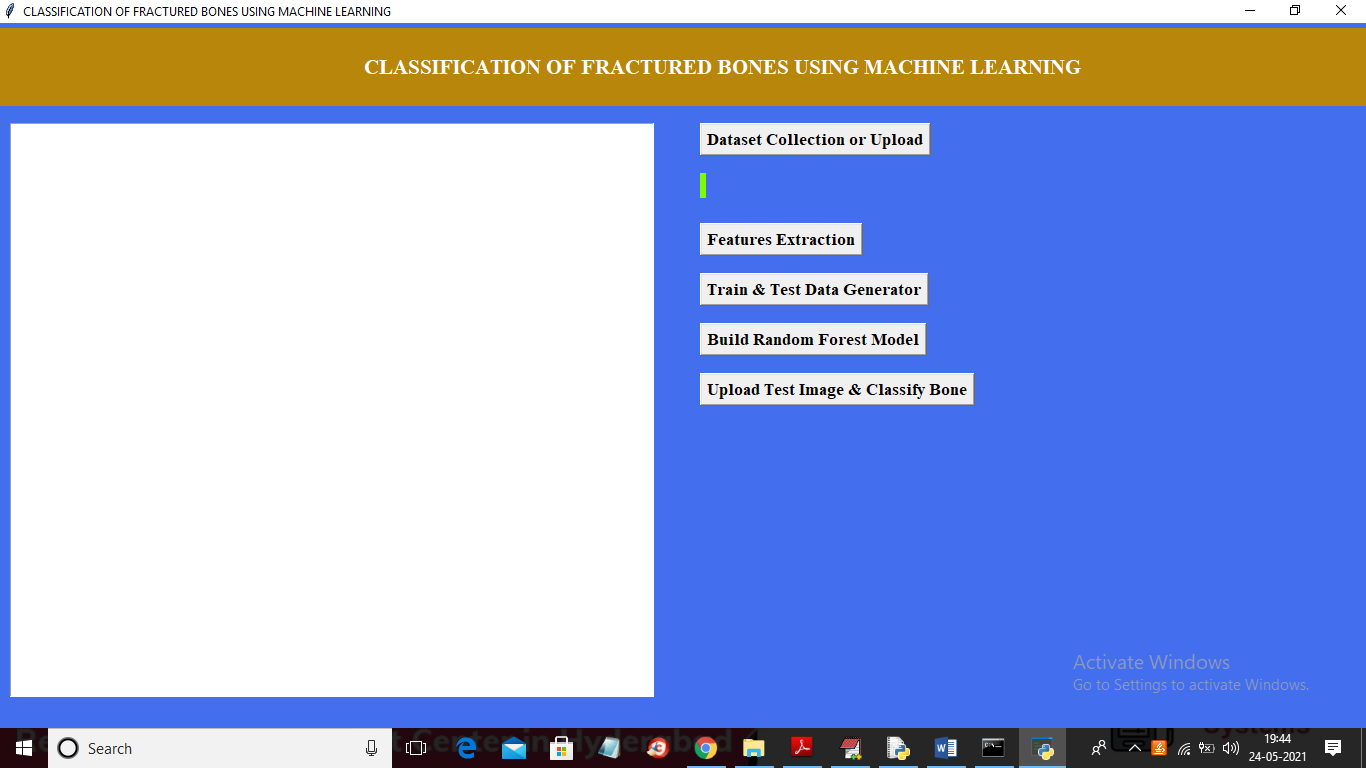 CLASSIFICATION OF FRACTURED BONES USING MACHINE LEARNING
CLASSIFICATION OF FRACTURED BONES USING MACHINE LEARNING
Dataset Collection or Upload
Features Extraction
Train & Test Data Generator
Build Random Forest Model
Upload Test Image & Classify Bone
Activate Windows
Go to Settings to activate Windows.
Search
19:44
24-05-2021